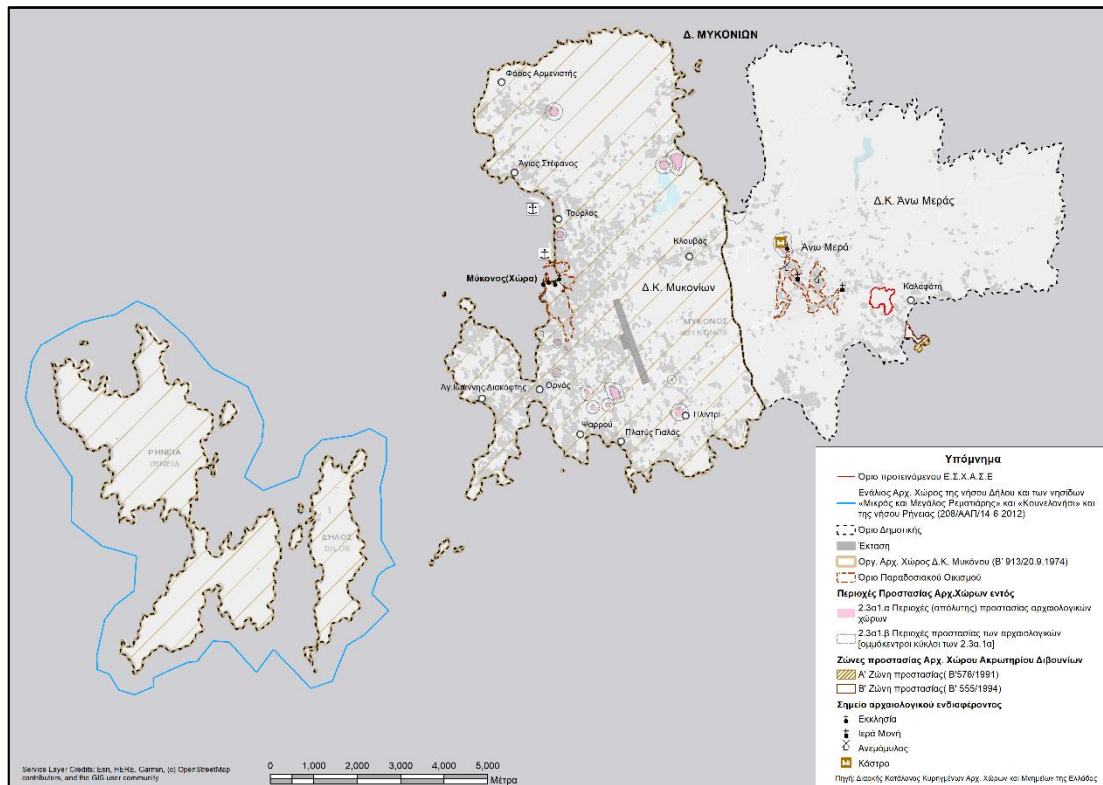 Δ. ΜΥΚΟΝΙΩΝ
Φάρος Αρμενιστής
Άγιος Στέφανος
Τούρλος
Κλουβάς
Μύκονος(Χώρα)
Δ.Κ. Μυκονίων
ΜΥΚΟΝΟΣ
MYKONOS
Δ.Κ. Άνω Μεράς
Άνω Μερά
Καλαφάτη
Αγ.Ιωάννης Διακόφτης
Ορνός
Ψαρρού
Πλατύς Γιαλός
Πλιντρί
ΡΉΝΕΙΑ
RINEIA
ΔΉΛΟΣ
DILOS
Υπόμνημα
Όριο προτεινόμενου Ε.Σ.Χ.Α.Σ.Ε
Ενάλιος Αρχ. Χώρος της νήσου Δήλου και των νησίδων
«Μικρός και Μεγάλος Ρεματιάρης» και «Κουνελονήσι» και
της νήσου Ρήνειας (208/ΑΑΠ/14-6-2012)
Όριο Δημοτικής
Έκταση
Οργ. Αρχ. Χώρος Δ.Κ. Μυκόνου (Β' 913/20.9.1974)
Όριο Παραδοσιακού Οικισμού
Περιοχές Προστασίας Αρχ.Χώρων εντός
2.3α1.α Περιοχές (απόλυτης) προστασίας αρχαιολογικών
χώρων
2.3α1.β Περιοχές προστασίας των αρχαιολογικών
[ομμόκεντροι κύκλοι των 2.3α.1α]
Ζώνες προστασίας Αρχ. Χώρου Ακρωτηρίου Διβουνίων
Α' Ζώνη προστασίας( Β'576/1991)
Β' Ζώνη προστασίας( Β' 555/1994)
Σημείο αρχαιολογικού ενδιαφέροντος
Εκκλησία
Ιερά Μονή
Ανεμόμυλος
Κάστρο
Πηγή: Διαρκής Κατάλογος Κυρηγμένων Αρχ. Χώρων και Μνημείων της Ελλάδος
Service Layer Credits: Esri, HERE, Garmin, (c) OpenStreetMap
contributors, and the GIS user community
0 1,000 2,000 3,000 4,000 5,000
Μέτρα